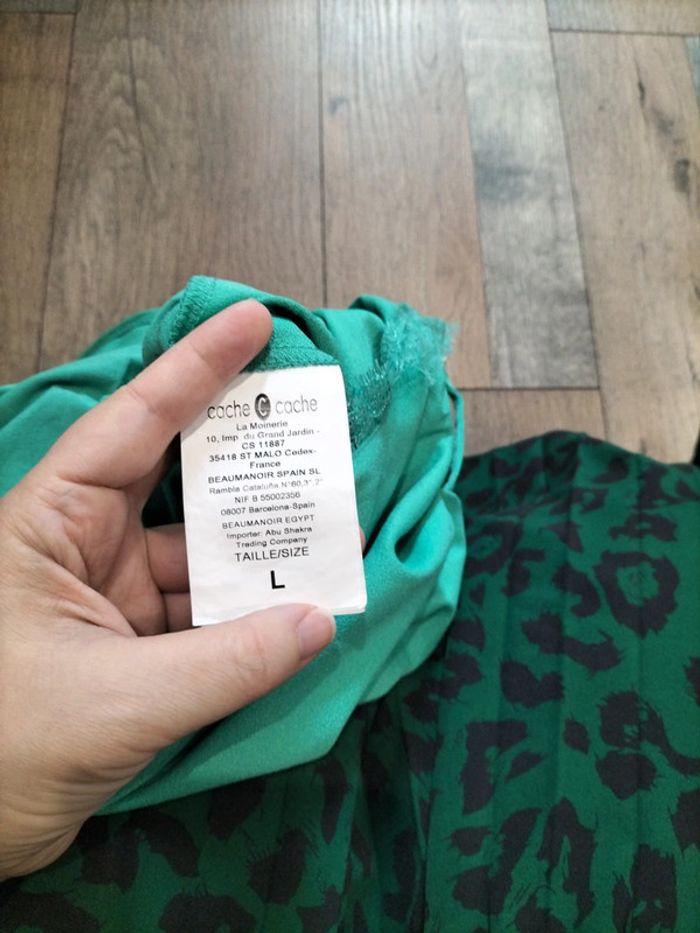 cache C cache
La Moinerie
10, Imp. du Grand Jardin -
CS 11887
35418 ST MALO Cedex-
France
BEAUMANOIR SPAIN SL
Rambla Cataluña N°60,3°,2°
NIF B 55002356
08007 Barcelona-Spain
BEAUMANOIR EGYPT
Importer: Abu Shakra
Trading Company
TAILLE/SIZE
L